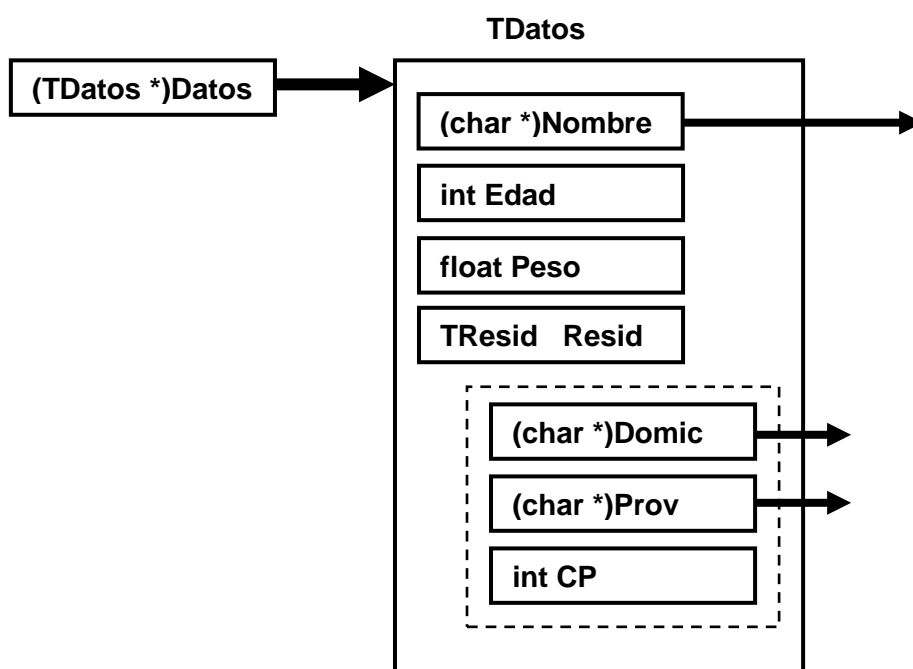 TDatos
(TDatos *)Datos
(char *)Nombre
int Edad
float Peso
TResid Resid
(char *)Domic
(char *)Prov
int CP